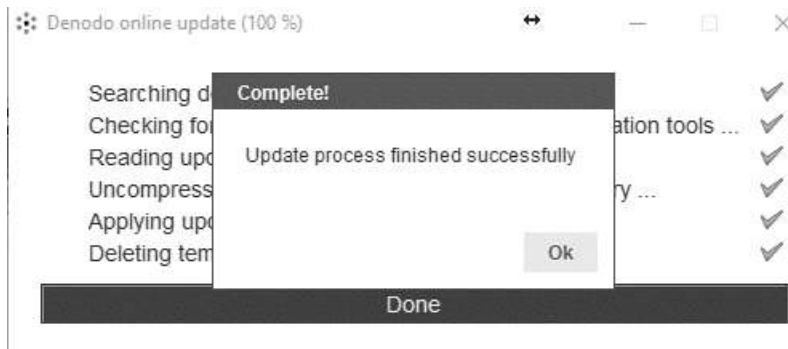 Denodo online update (100 %)
Searching d
Complete!
Checking for
ation tools ...
Reading upd
Update process finished successfully
Uncompress
ry ...
Applying upd
Deleting tem
Ok
Done